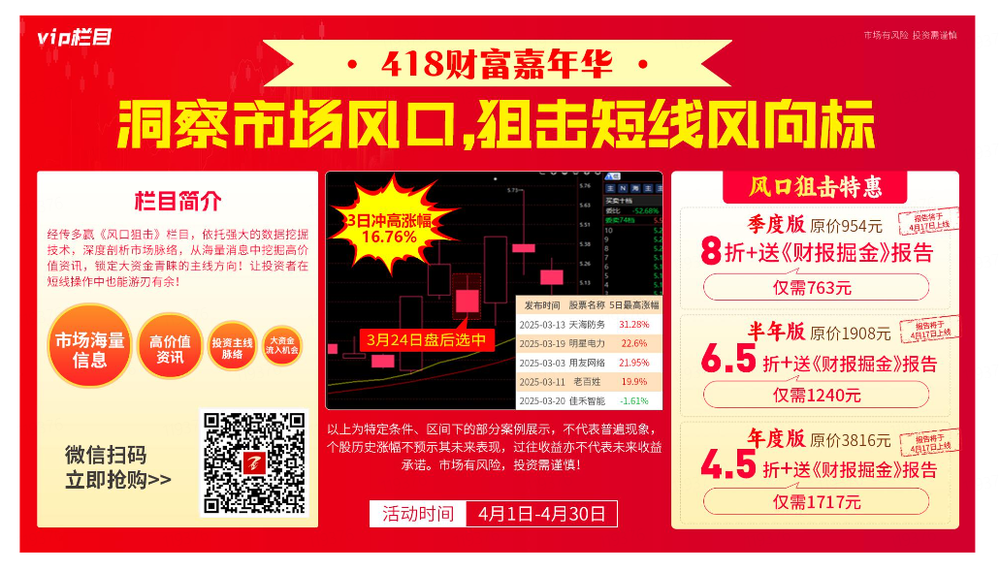 vip栏目
市场有风险 投资需谨慎
· 418财富嘉年华 ·
洞察市场风口,狙击短线风向标
栏目简介
经传多赢《风口狙击》栏目，依托强大的数据挖掘
技术，深度剖析市场脉络，从海量消息中挖掘高价
值资讯，锁定大资金青睐的主线方向！让投资者在
短线操作中也能游刃有余！
市场海量
信息
高价值
资讯
投资主线
脉络
大资金
流入机会
微信扫码
立即抢购>>
3日冲高涨幅
16.76%
5.73
5.76
5.63
5.51
5.38
5.26
5.13
主 N 海 主 主
买卖十档
委比 -52.68%
委卖74档
10
9
8
7
6
5
4
3月24日盘后选中
发布时间 股票名称 5日最高涨幅
2025-03-13 天海防务 31.28%
2025-03-19 明星电力 22.6%
2025-03-03 用友网络 21.95%
2025-03-11 老百姓 19.9%
2025-03-20 佳禾智能 -1.61%
以上为特定条件、区间下的部分案例展示，不代表普遍现象，
个股历史涨幅不预示其未来表现，过往收益亦不代表未来收益
承诺。市场有风险，投资需谨慎！
活动时间 4月1日-4月30日
风口狙击特惠
季度版 原价954元
报告将于
4月17日上线
8折+送《财报掘金》报告
仅需763元
半年版 原价1908元
报告将于
4月17日上线
6.5折+送《财报掘金》报告
仅需1240元
年度版 原价3816元
报告将于
4月17日上线
4.5折+送《财报掘金》报告
仅需1717元